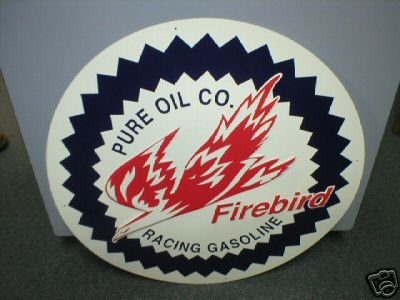 PURE OIL CO.
Firebird
RACING GASOLINE